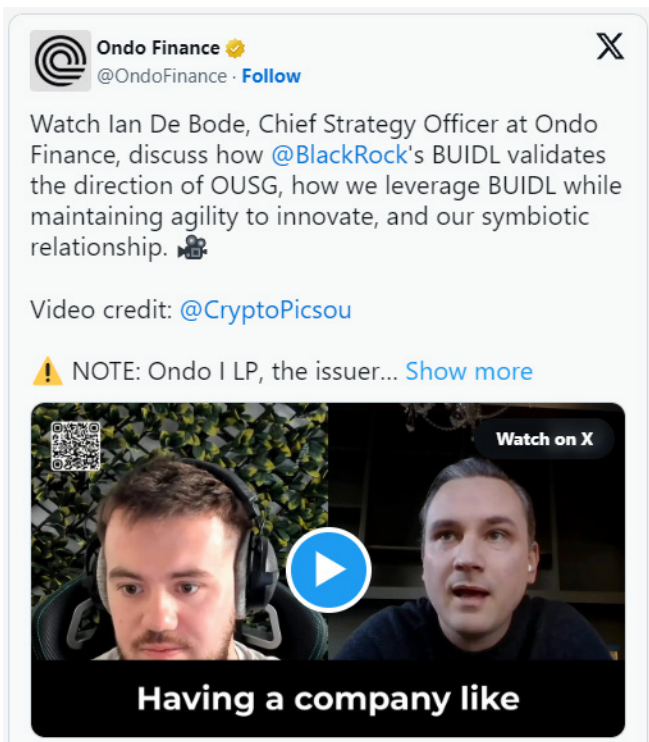 Ondo Finance
@OndoFinance · Follow
Watch Ian De Bode, Chief Strategy Officer at Ondo
Finance, discuss how @BlackRock's BUIDL validates
the direction of OUSG, how we leverage BUIDL while
maintaining agility to innovate, and our symbiotic
relationship. 🎥
Video credit: @CryptoPicsou
⚠️ NOTE: Ondo I LP, the issuer... Show more
Watch on X
Having a company like